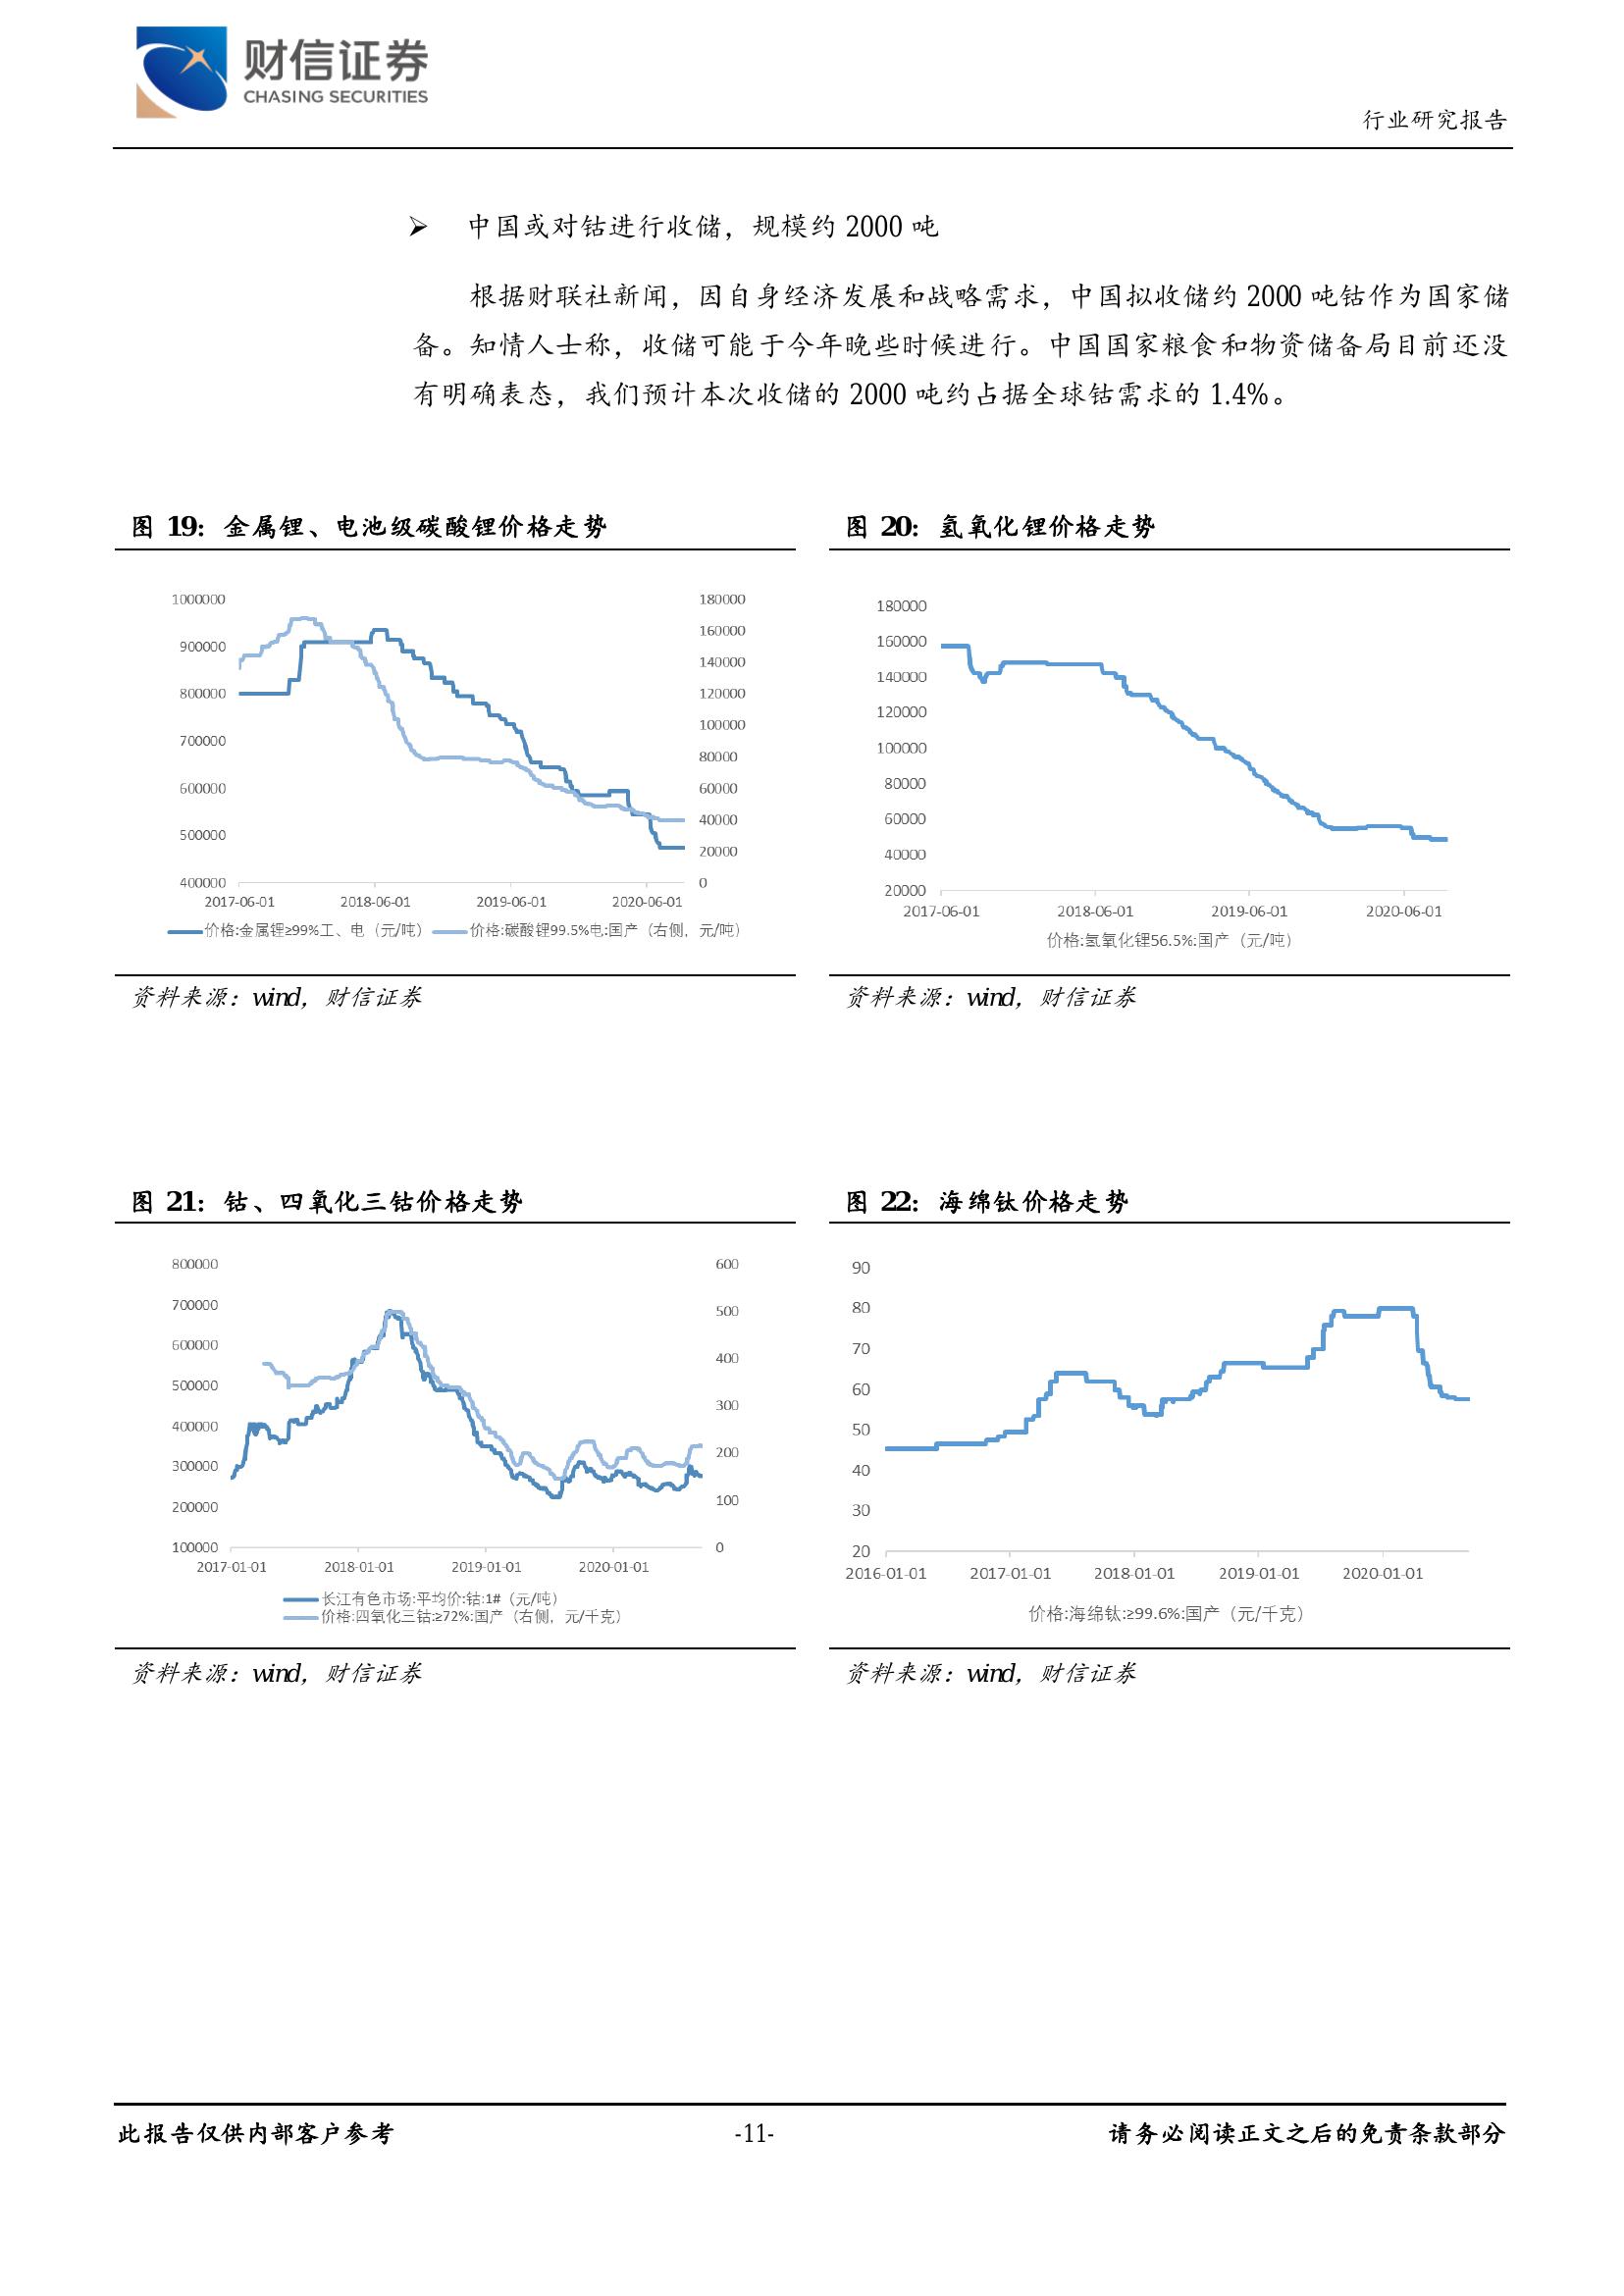 财信证券
CHASING SECURITIES
行业研究报告
➢ 中国或对钴进行收储，规模约 2000 吨
根据财联社新闻，因自身经济发展和战略需求，中国拟收储约 2000 吨钴作为国家储
备。知情人士称，收储可能于今年晚些时候进行。中国国家粮食和物资储备局目前还没
有明确表态，我们预计本次收储的 2000 吨约占据全球钴需求的 1.4%。
图 19：金属锂、电池级碳酸锂价格走势
1000000
900000
800000
700000
600000
500000
400000
180000
160000
140000
120000
100000
80000
60000
40000
20000
0
2017-06-01 2018-06-01 2019-06-01 2020-06-01
价格:金属锂≥99%工、电（元/吨） 价格:碳酸锂99.5%电:国产（右侧，元/吨）
资料来源：wind，财信证券
图 20：氢氧化锂价格走势
180000
160000
140000
120000
100000
80000
60000
40000
20000
2017-06-01 2018-06-01 2019-06-01 2020-06-01
价格:氢氧化锂56.5%:国产（元/吨）
资料来源：wind，财信证券
图 21：钴、四氧化三钴价格走势
800000
700000
600000
500000
400000
300000
200000
100000
600
500
400
300
200
100
0
2017-01-01 2018-01-01 2019-01-01 2020-01-01
长江有色市场:平均价:钴:1#（元/吨）
价格:四氧化三钴:≥72%:国产（右侧，元/千克）
资料来源：wind，财信证券
图 22：海绵钛价格走势
90
80
70
60
50
40
30
20
2016-01-01 2017-01-01 2018-01-01 2019-01-01 2020-01-01
价格:海绵钛:≥99.6%:国产（元/千克）
资料来源：wind，财信证券
此报告仅供内部客户参考 -11- 请务必阅读正文之后的免责条款部分